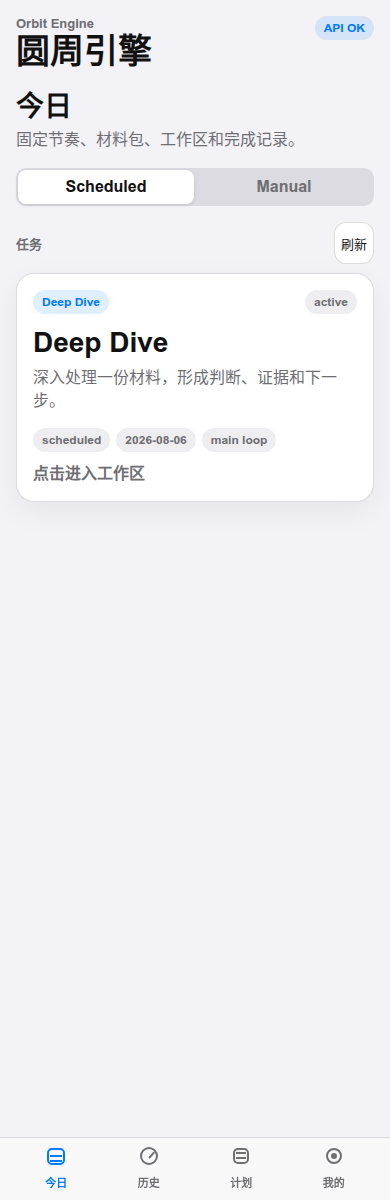 Orbit Engine
圆周引擎
API OK
今日
固定节奏、材料包、工作区和完成记录。
Scheduled
Manual
任务
刷新
Deep Dive
active
Deep Dive
深入处理一份材料，形成判断、证据和下一
步。
scheduled
2026-08-06
main loop
点击进入工作区
今日
历史
计划
我的